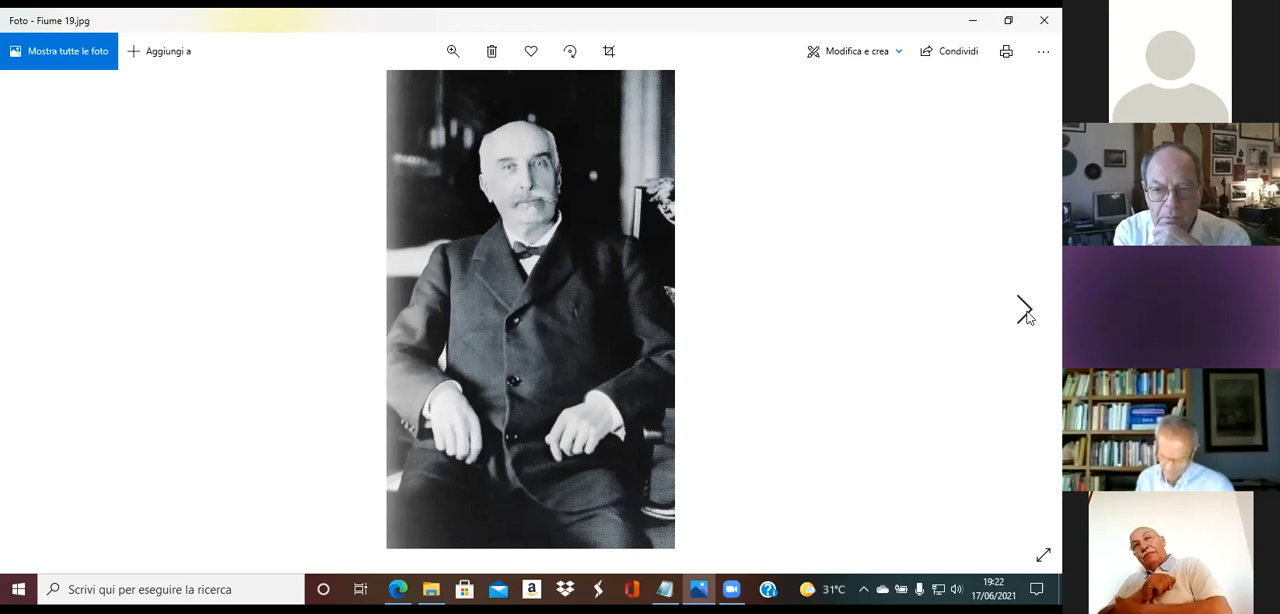 Foto - Fiume 19.jpg
Mostra tutte le foto
Aggiungi a
Modifica e crea
Condividi
Scrivi qui per eseguire la ricerca
a
31°C
19:22
17/06/2021